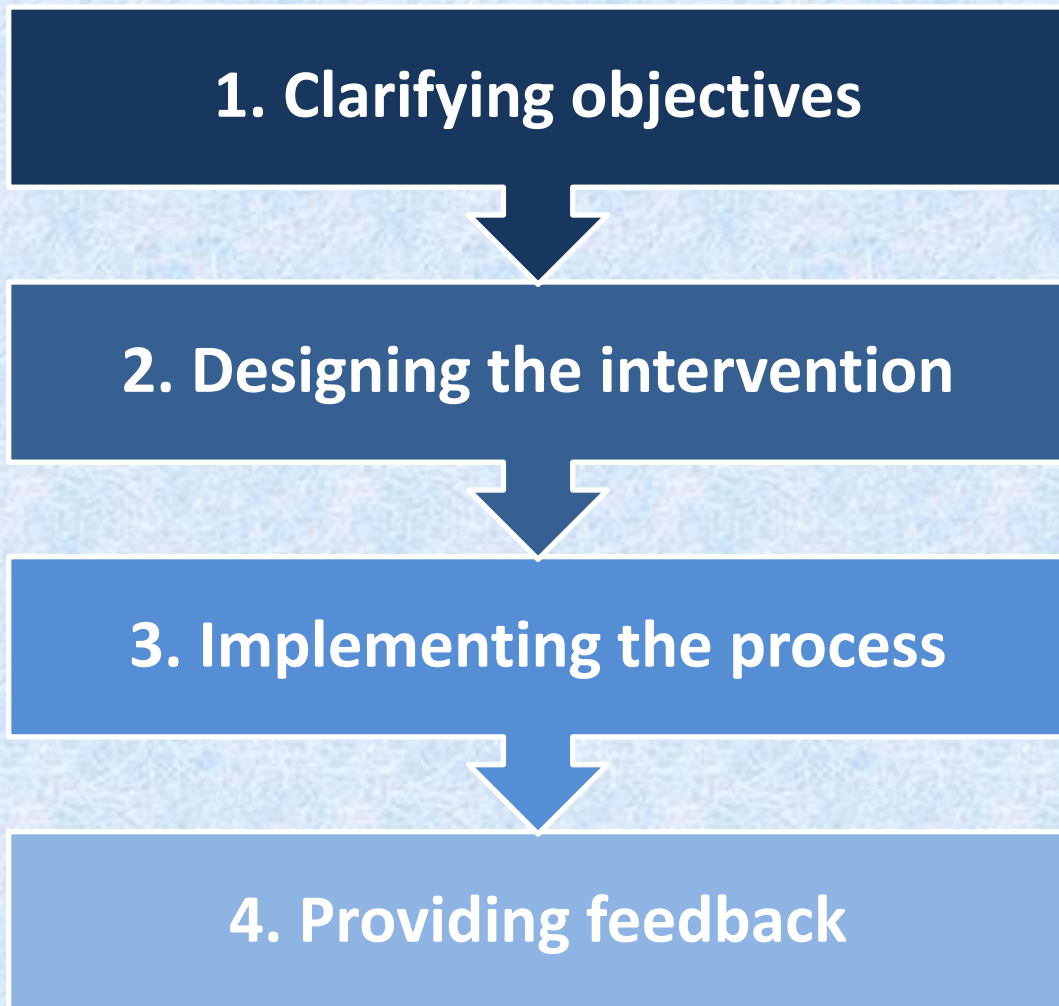 1. Clarifying objectives
2. Designing the intervention
3. Implementing the process
4. Providing feedback